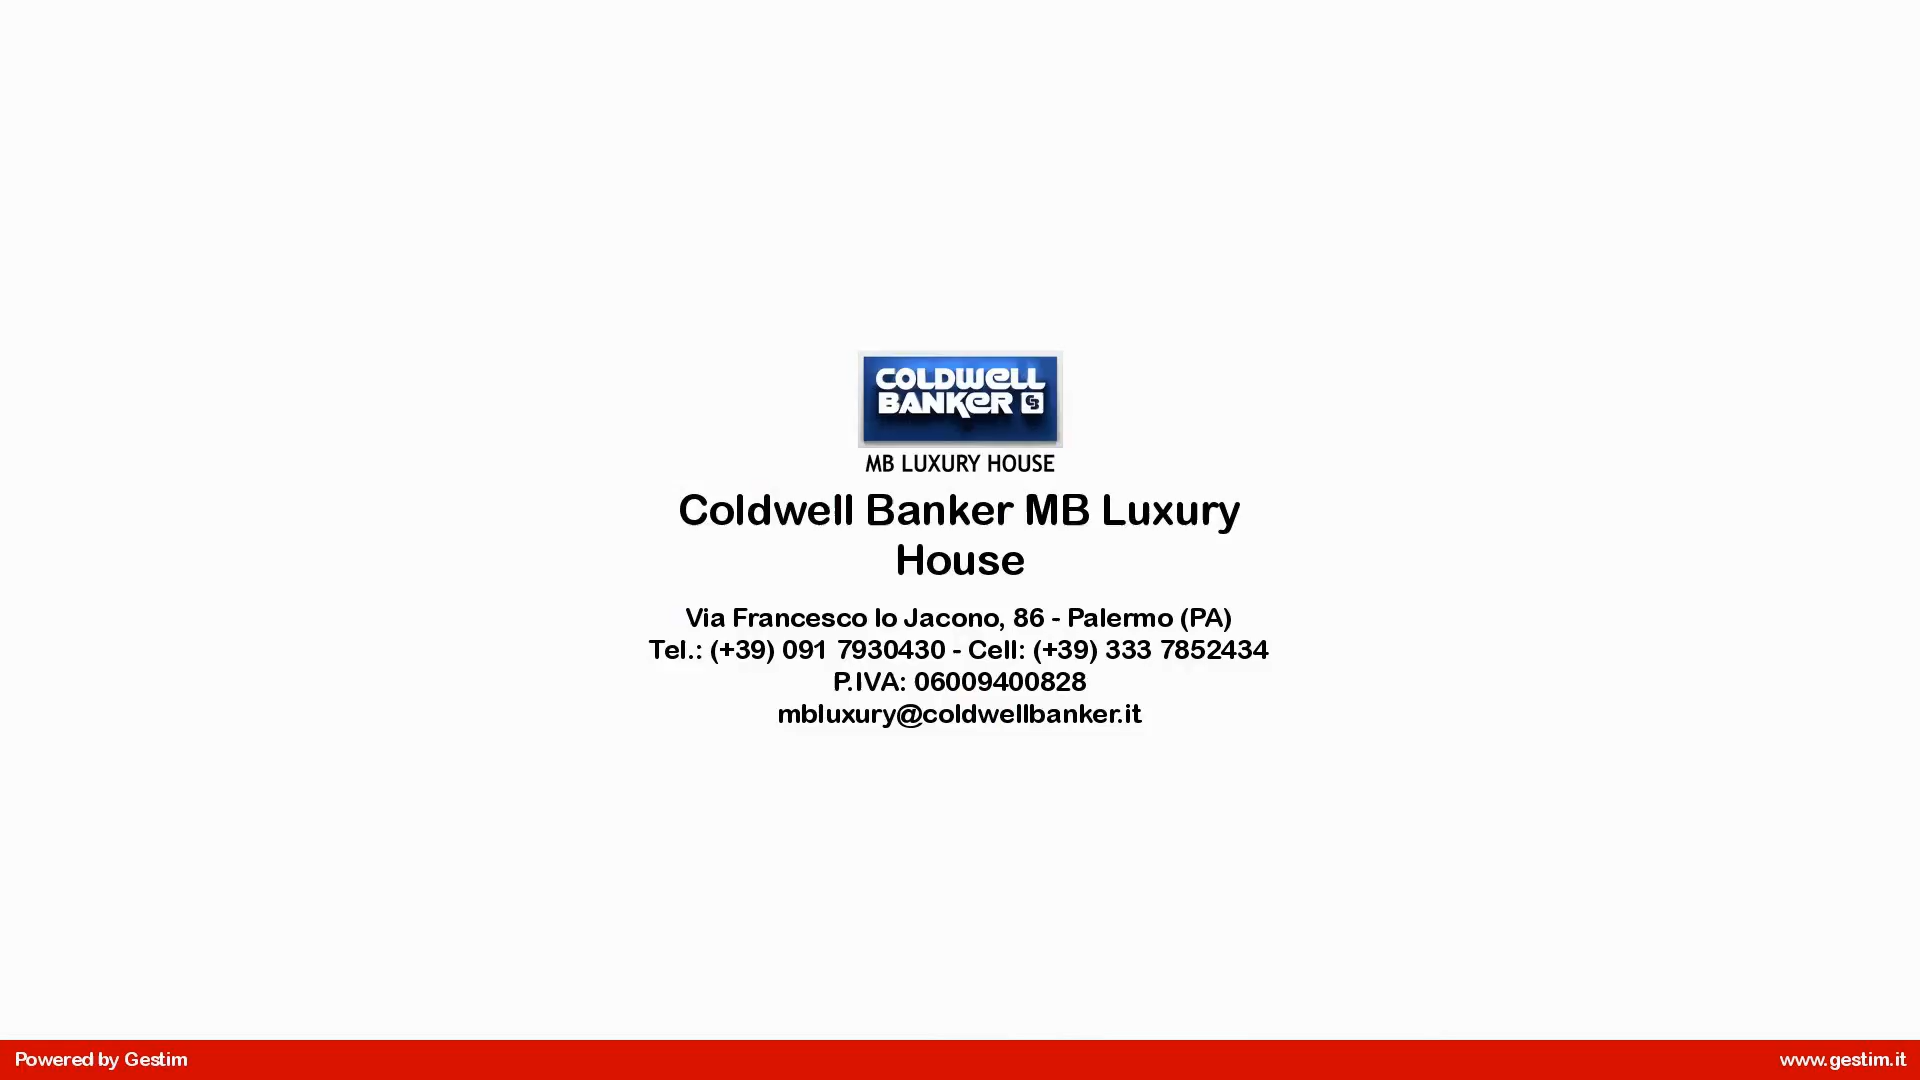 COLDWELL
BANKER CB
MB LUXURY HOUSE
Coldwell Banker MB Luxury
House
Via Francesco lo Jacono, 86 - Palermo (PA)
Tel.: (+39) 091 7930430 - Cell: (+39) 333 7852434
P.IVA: 06009400828
mbluxury@coldwellbanker.it
Powered by Gestim
www.gestim.it